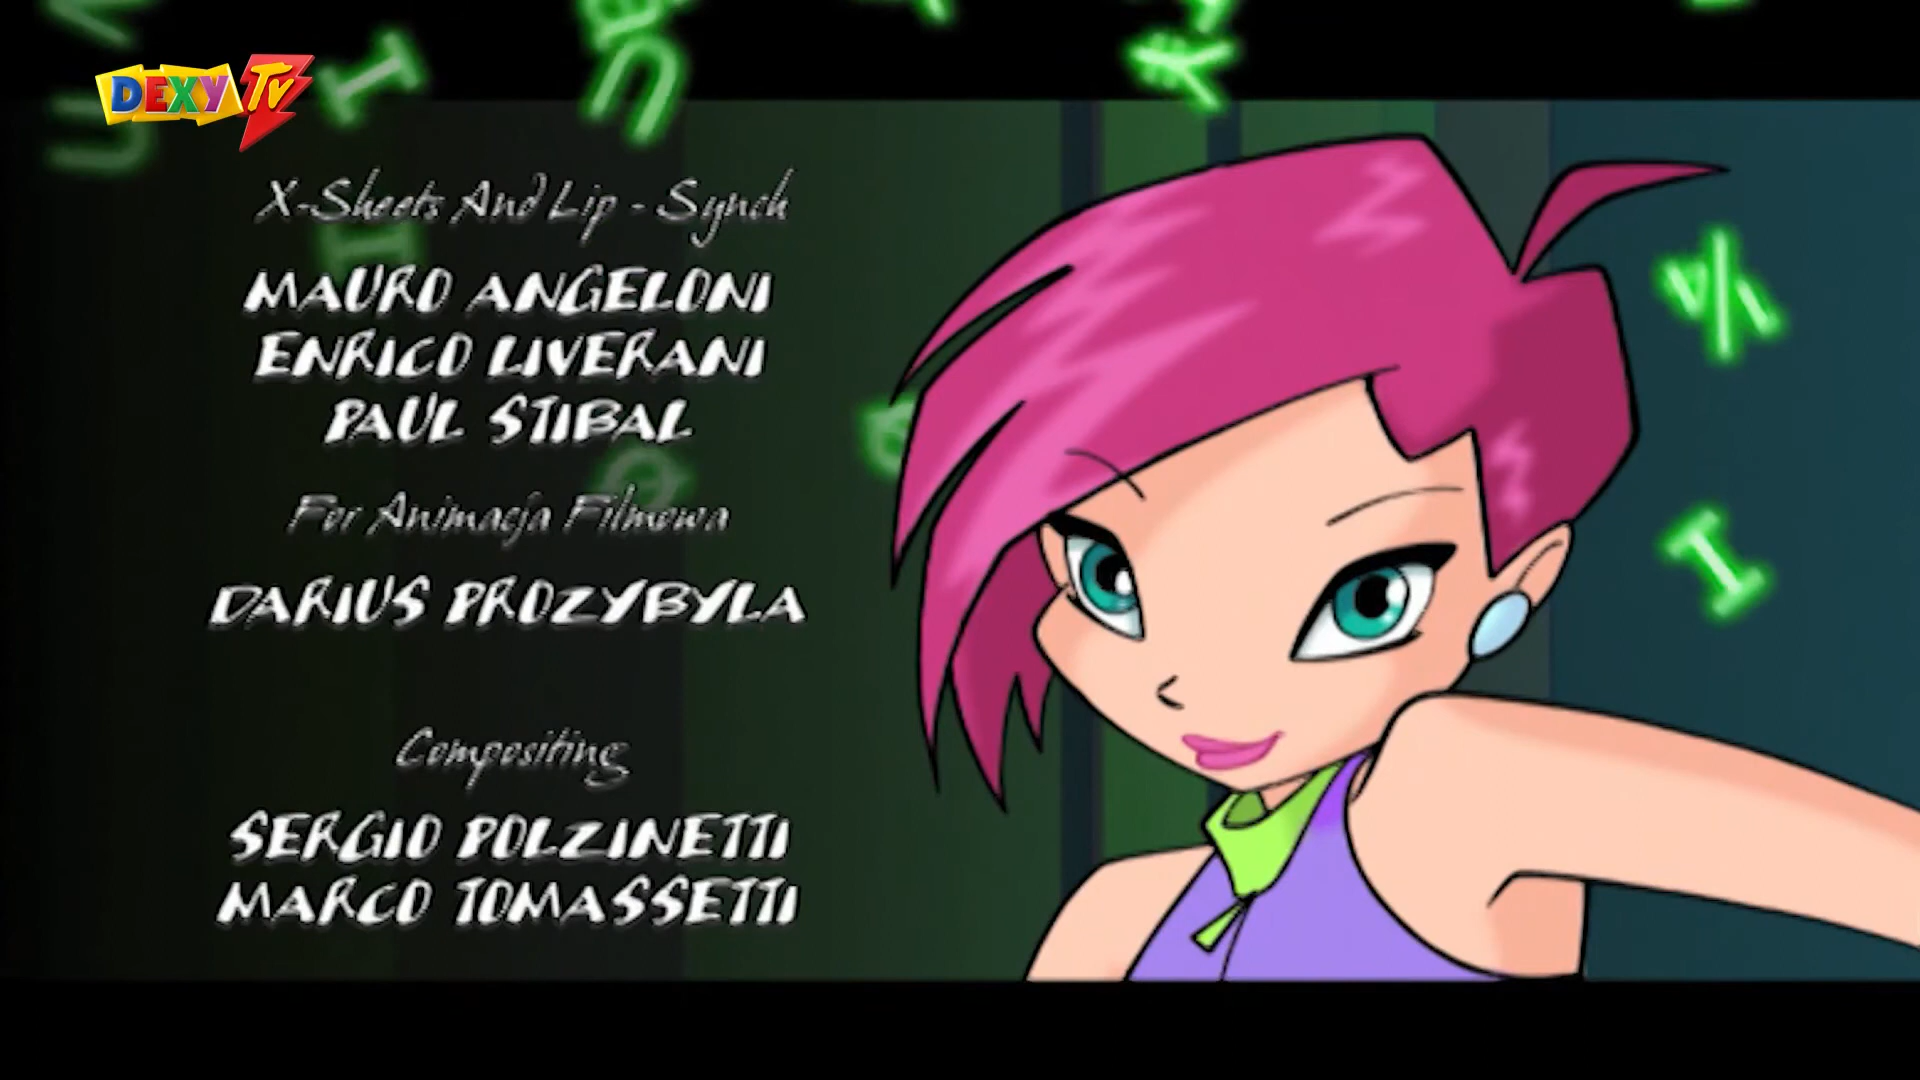 DEXY TV
X-Sheets And Lip - Synch
MAURO ANGELONI
ENRICO LIVERANI
PAUL STIBAL
For Animacja Filmowa
DARIUS PROZYBYLA
Compositing
SERGIO POLZINETTI
MARCO TOMASSETTI